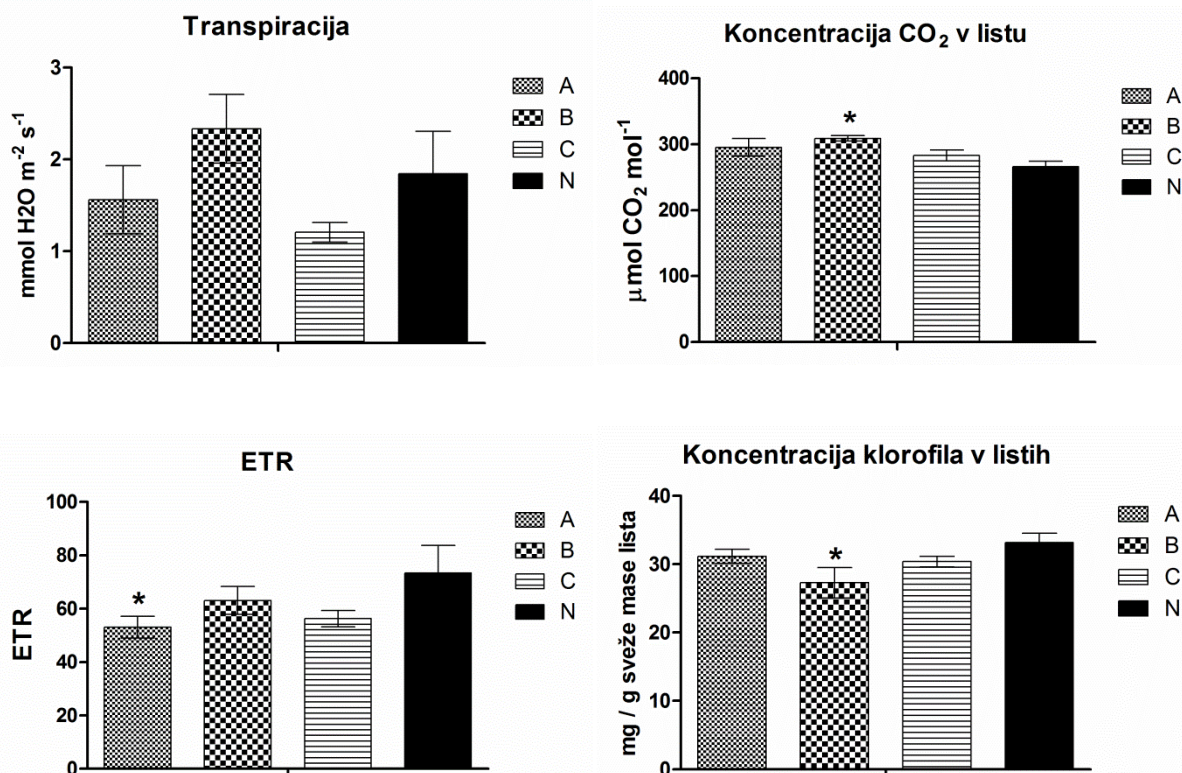 Transpiracija
3
2
1
0
mmol H2O m⁻² s⁻¹
A
B
C
N
Koncentracija CO₂ v listu
400
300
200
100
0
μmol CO₂ mol⁻¹
*
A
B
C
N
ETR
100
80
60
40
20
0
ETR
*
A
B
C
N
Koncentracija klorofila v listih
40
30
20
10
0
mg / g sveže mase lista
*
A
B
C
N